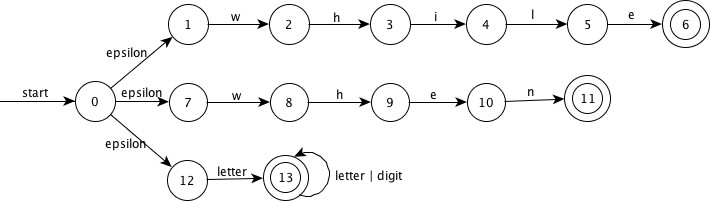 1 w 2 h 3 i 4 l 5 e 6
epsilon
start 0 epsilon 7 w 8 h 9 e 10 n 11
epsilon
12 letter 13 letter | digit